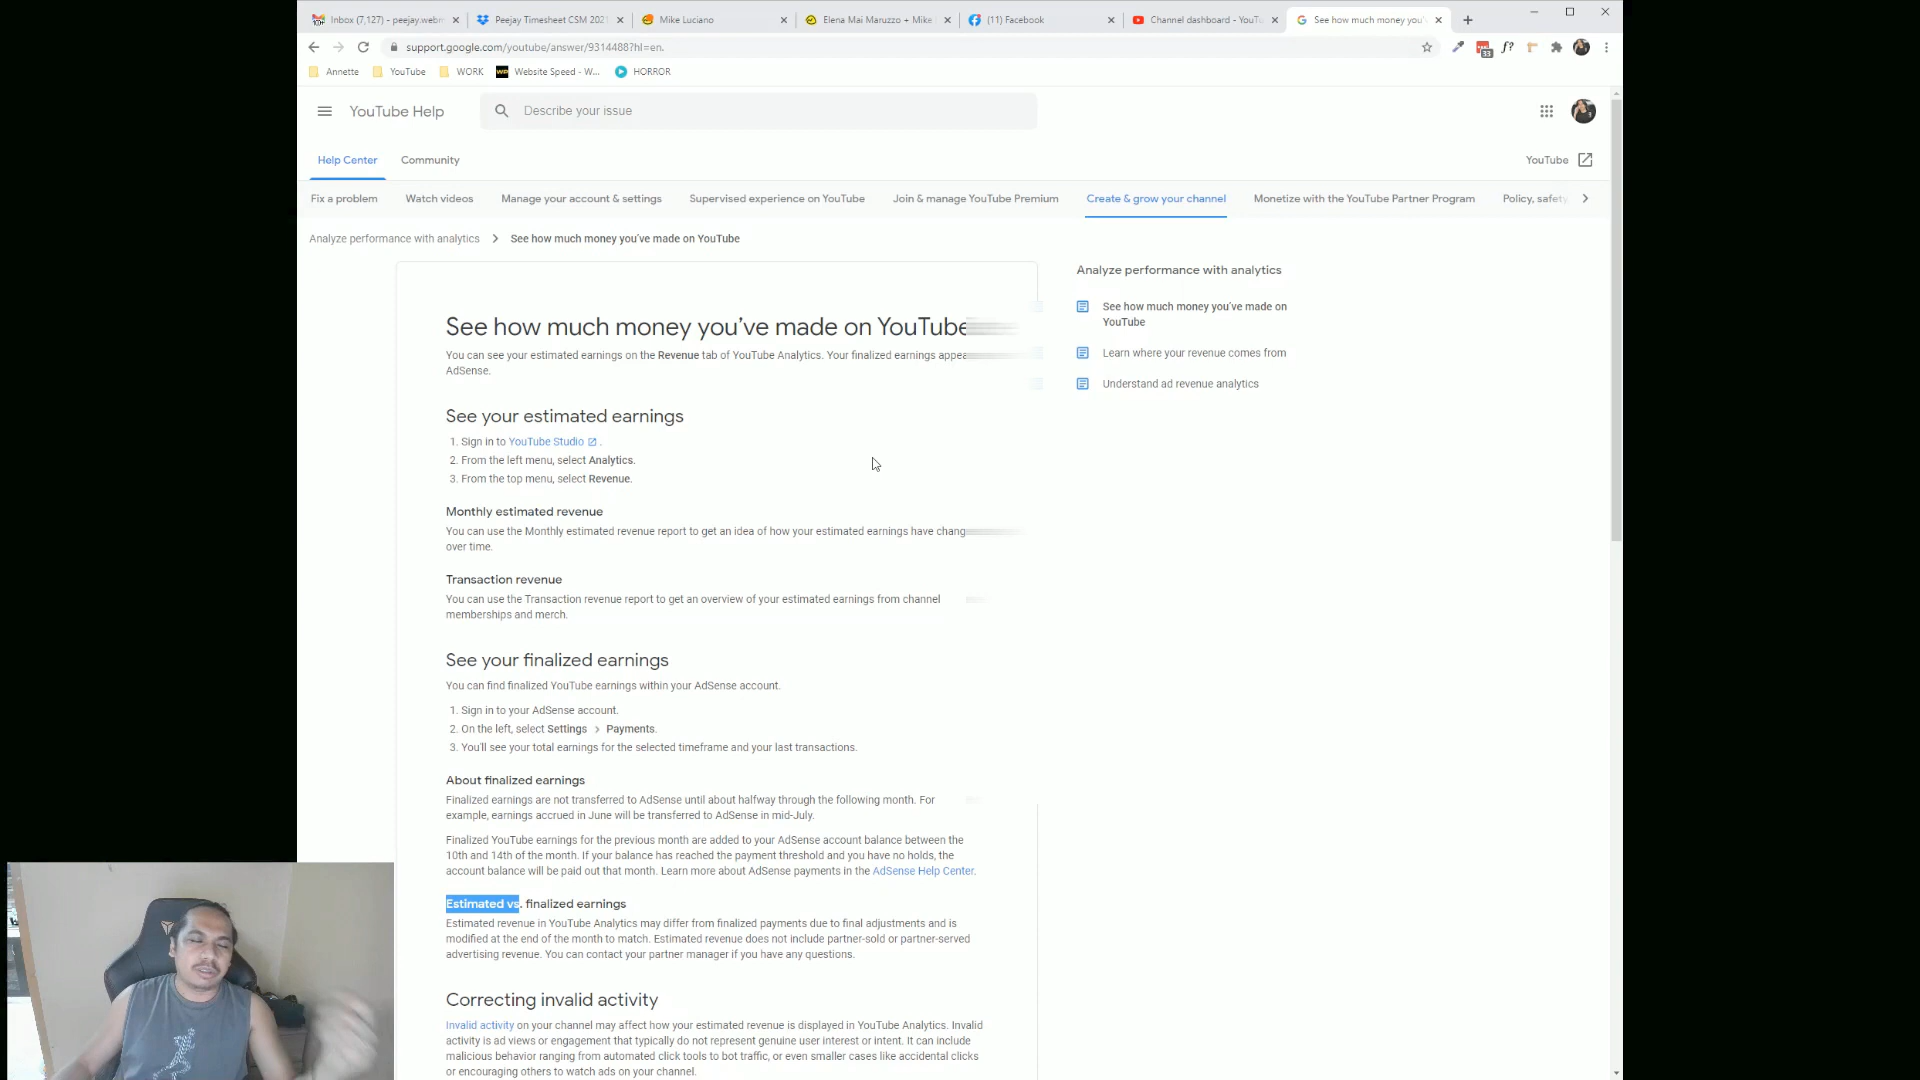 Inbox (7,127) - peejay.webm
Peejay Timesheet CSM 2021
Mike Luciano
Elena Mai Maruzzo + Mike
(11) Facebook
Channel dashboard - YouTu
See how much money you'
support.google.com/youtube/answer/9314488?hl=en.
33
f?
Annette
YouTube
WORK
Website Speed - W...
HORROR
YouTube Help
Describe your issue
Help Center
Community
YouTube
Fix a problem
Watch videos
Manage your account & settings
Supervised experience on YouTube
Join & manage YouTube Premium
Create & grow your channel
Monetize with the YouTube Partner Program
Policy, safety,
Analyze performance with analytics
See how much money you've made on YouTube
See how much money you've made on YouTube
You can see your estimated earnings on the Revenue tab of YouTube Analytics. Your finalized earnings appea
AdSense.
See your estimated earnings
1. Sign in to YouTube Studio .
2. From the left menu, select Analytics.
3. From the top menu, select Revenue.
Monthly estimated revenue
You can use the Monthly estimated revenue report to get an idea of how your estimated earnings have chang
over time.
Transaction revenue
You can use the Transaction revenue report to get an overview of your estimated earnings from channel
memberships and merch.
See your finalized earnings
You can find finalized YouTube earnings within your AdSense account.
1. Sign in to your AdSense account.
2. On the left, select Settings > Payments.
3. You'll see your total earnings for the selected timeframe and your last transactions.
About finalized earnings
Finalized earnings are not transferred to AdSense until about halfway through the following month. For
example, earnings accrued in June will be transferred to AdSense in mid-July.
Finalized YouTube earnings for the previous month are added to your AdSense account balance between the
10th and 14th of the month. If your balance has reached the payment threshold and you have no holds, the
account balance will be paid out that month. Learn more about AdSense payments in the AdSense Help Center.
Estimated vs. finalized earnings
Estimated revenue in YouTube Analytics may differ from finalized payments due to final adjustments and is
modified at the end of the month to match. Estimated revenue does not include partner-sold or partner-served
advertising revenue. You can contact your partner manager if you have any questions.
Correcting invalid activity
Invalid activity on your channel may affect how your estimated revenue is displayed in YouTube Analytics. Invalid
activity is ad views or engagement that typically do not represent genuine user interest or intent. It can include
malicious behavior ranging from automated click tools to bot traffic, or even smaller cases like accidental clicks
or encouraging others to watch ads on your channel.
Analyze performance with analytics
See how much money you've made on
YouTube
Learn where your revenue comes from
Understand ad revenue analytics